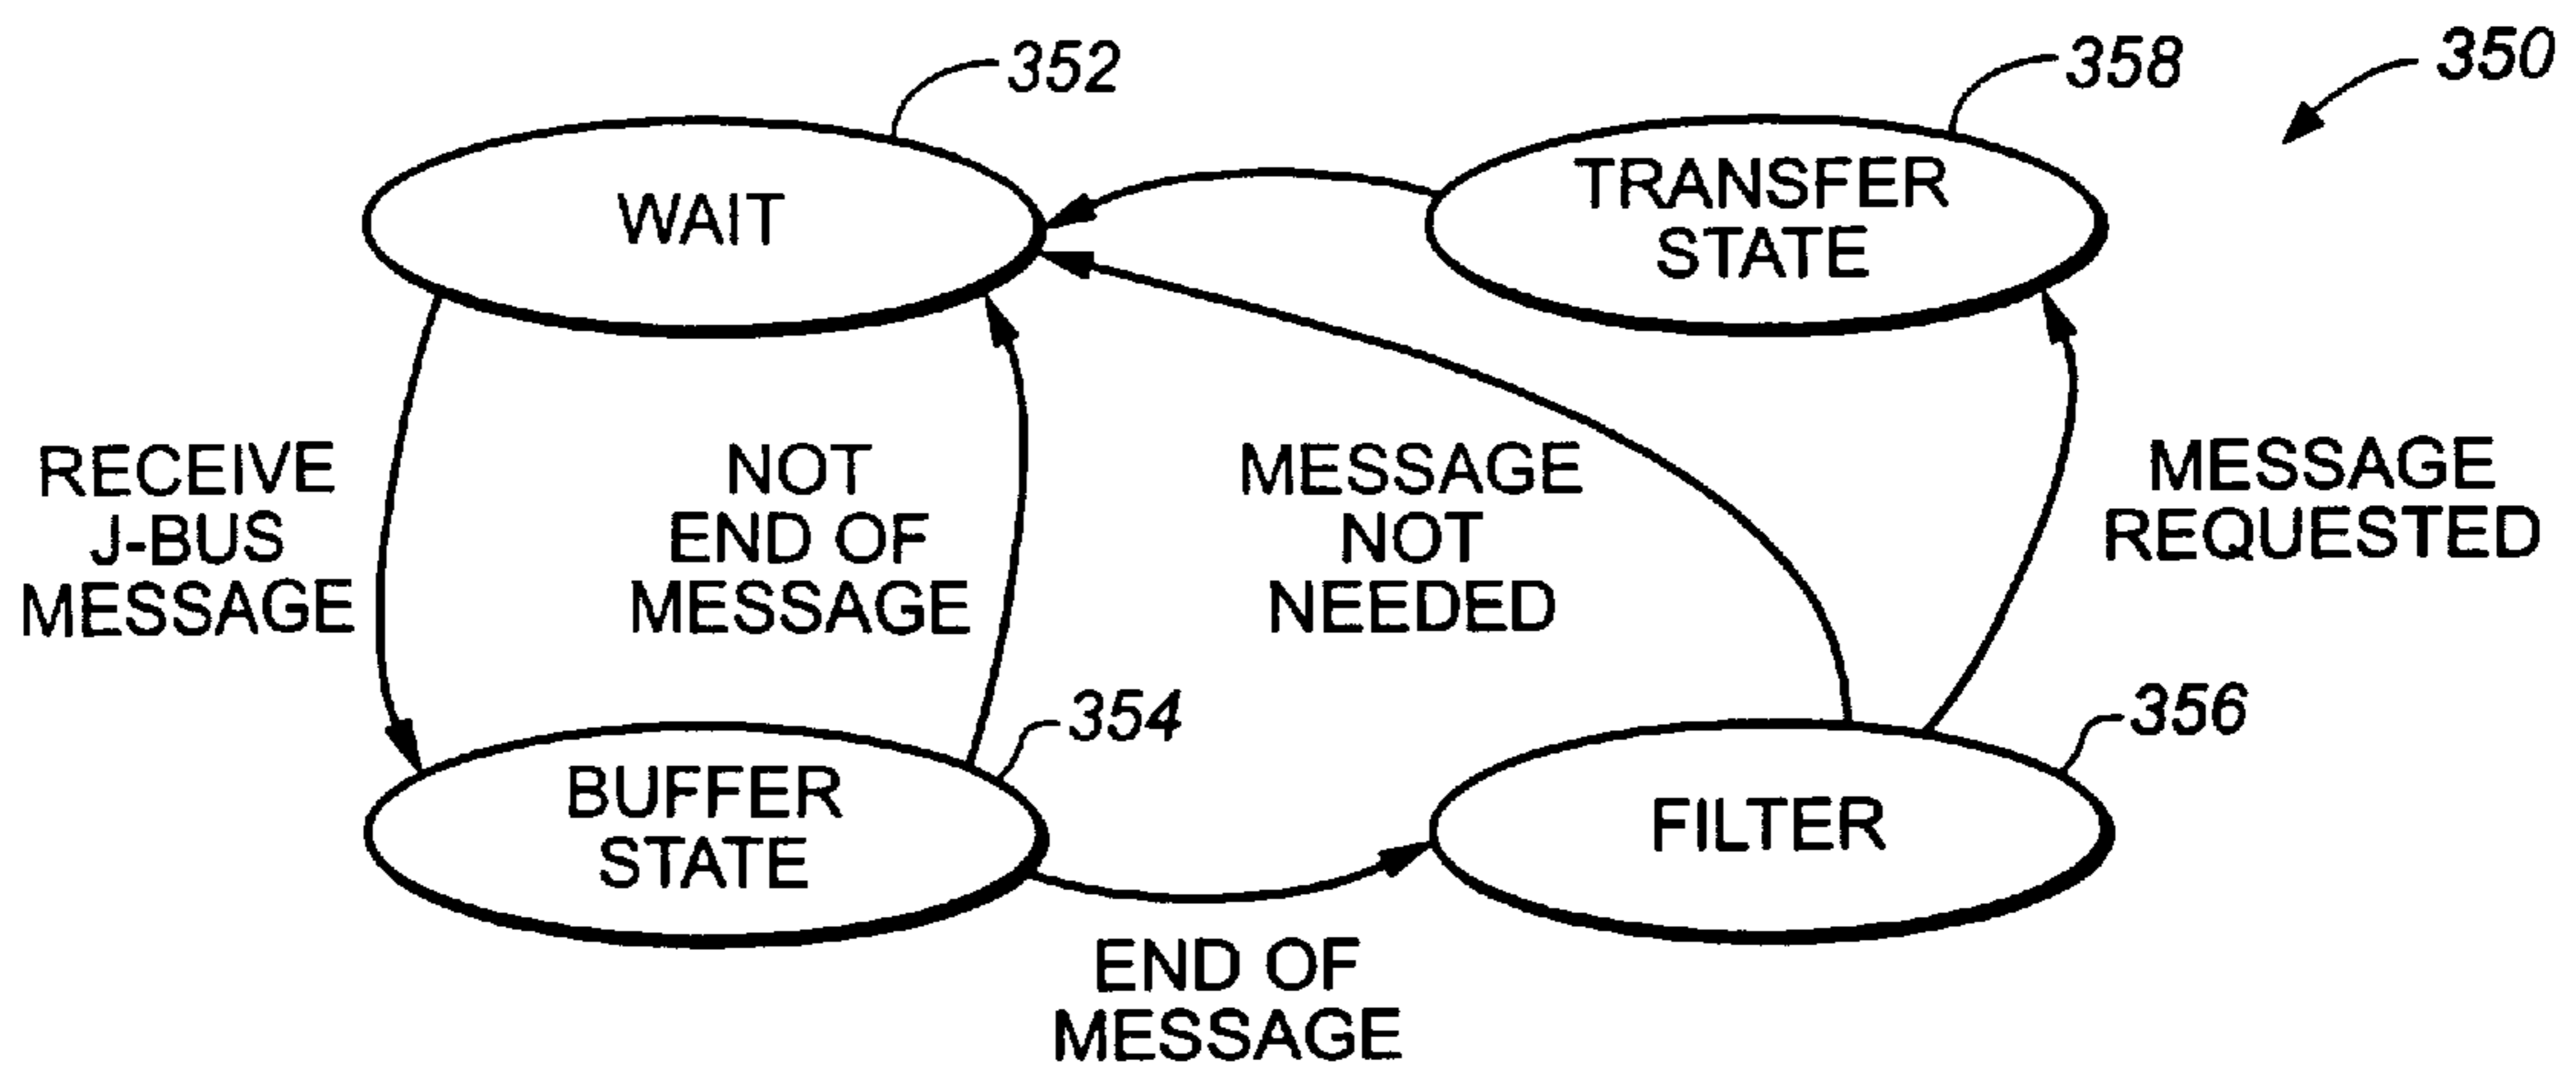 352
358
350
WAIT
TRANSFER
STATE
RECEIVE
J-BUS
MESSAGE
NOT
END OF
MESSAGE
MESSAGE
NOT
NEEDED
MESSAGE
REQUESTED
354
356
BUFFER
STATE
FILTER
END OF
MESSAGE